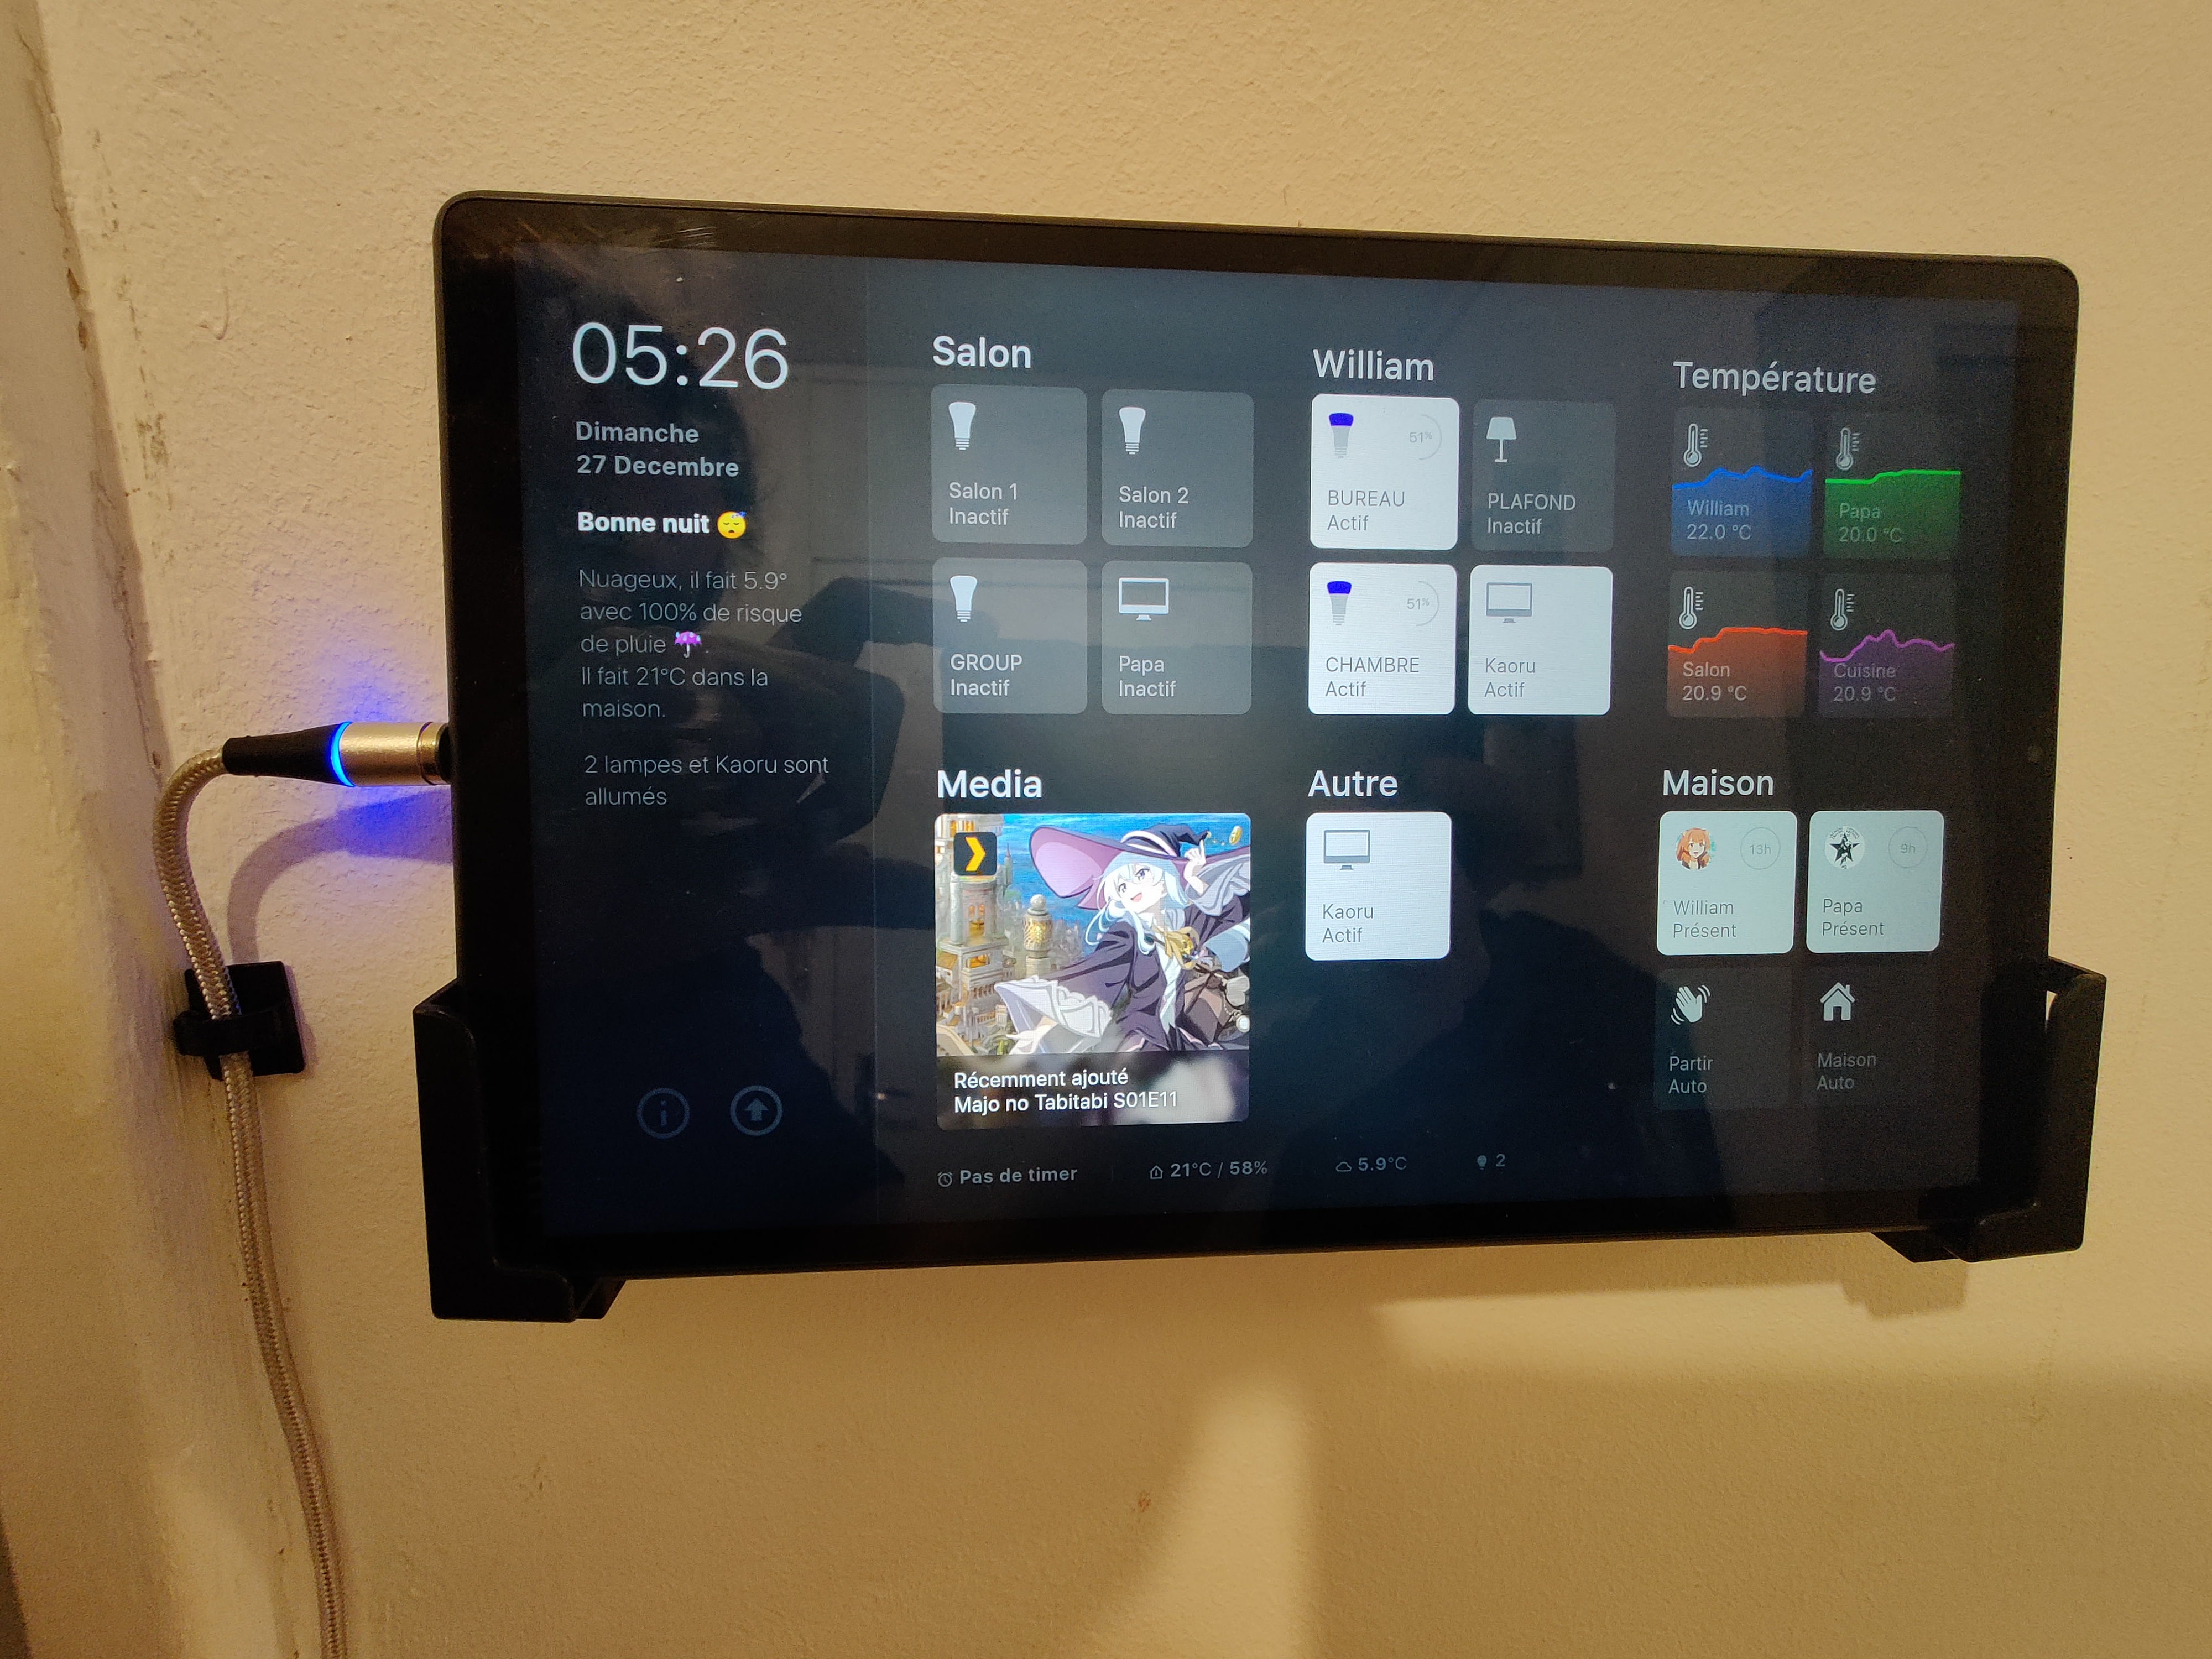 05:26
Dimanche
27 Decembre
Bonne nuit 😴
Nuageux, il fait 5.9°
avec 100% de risque
de pluie ☂.
Il fait 21°C dans la
maison.
2 lampes et Kaoru sont
allumés
Salon
Salon 1
Inactif
Salon 2
Inactif
GROUP
Inactif
Papa
Inactif
William
51%
BUREAU
Actif
PLAFOND
Inactif
51%
CHAMBRE
Actif
Kaoru
Actif
Température
William
22.0 °C
Papa
20.0 °C
Salon
20.9 °C
Cuisine
20.9 °C
Media
Récemment ajouté
Majo no Tabitabi S01E11
Autre
Kaoru
Actif
Maison
13h
William
Présent
9h
Papa
Présent
Partir
Auto
Maison
Auto
Pas de timer
21°C / 58%
5.9°C
2